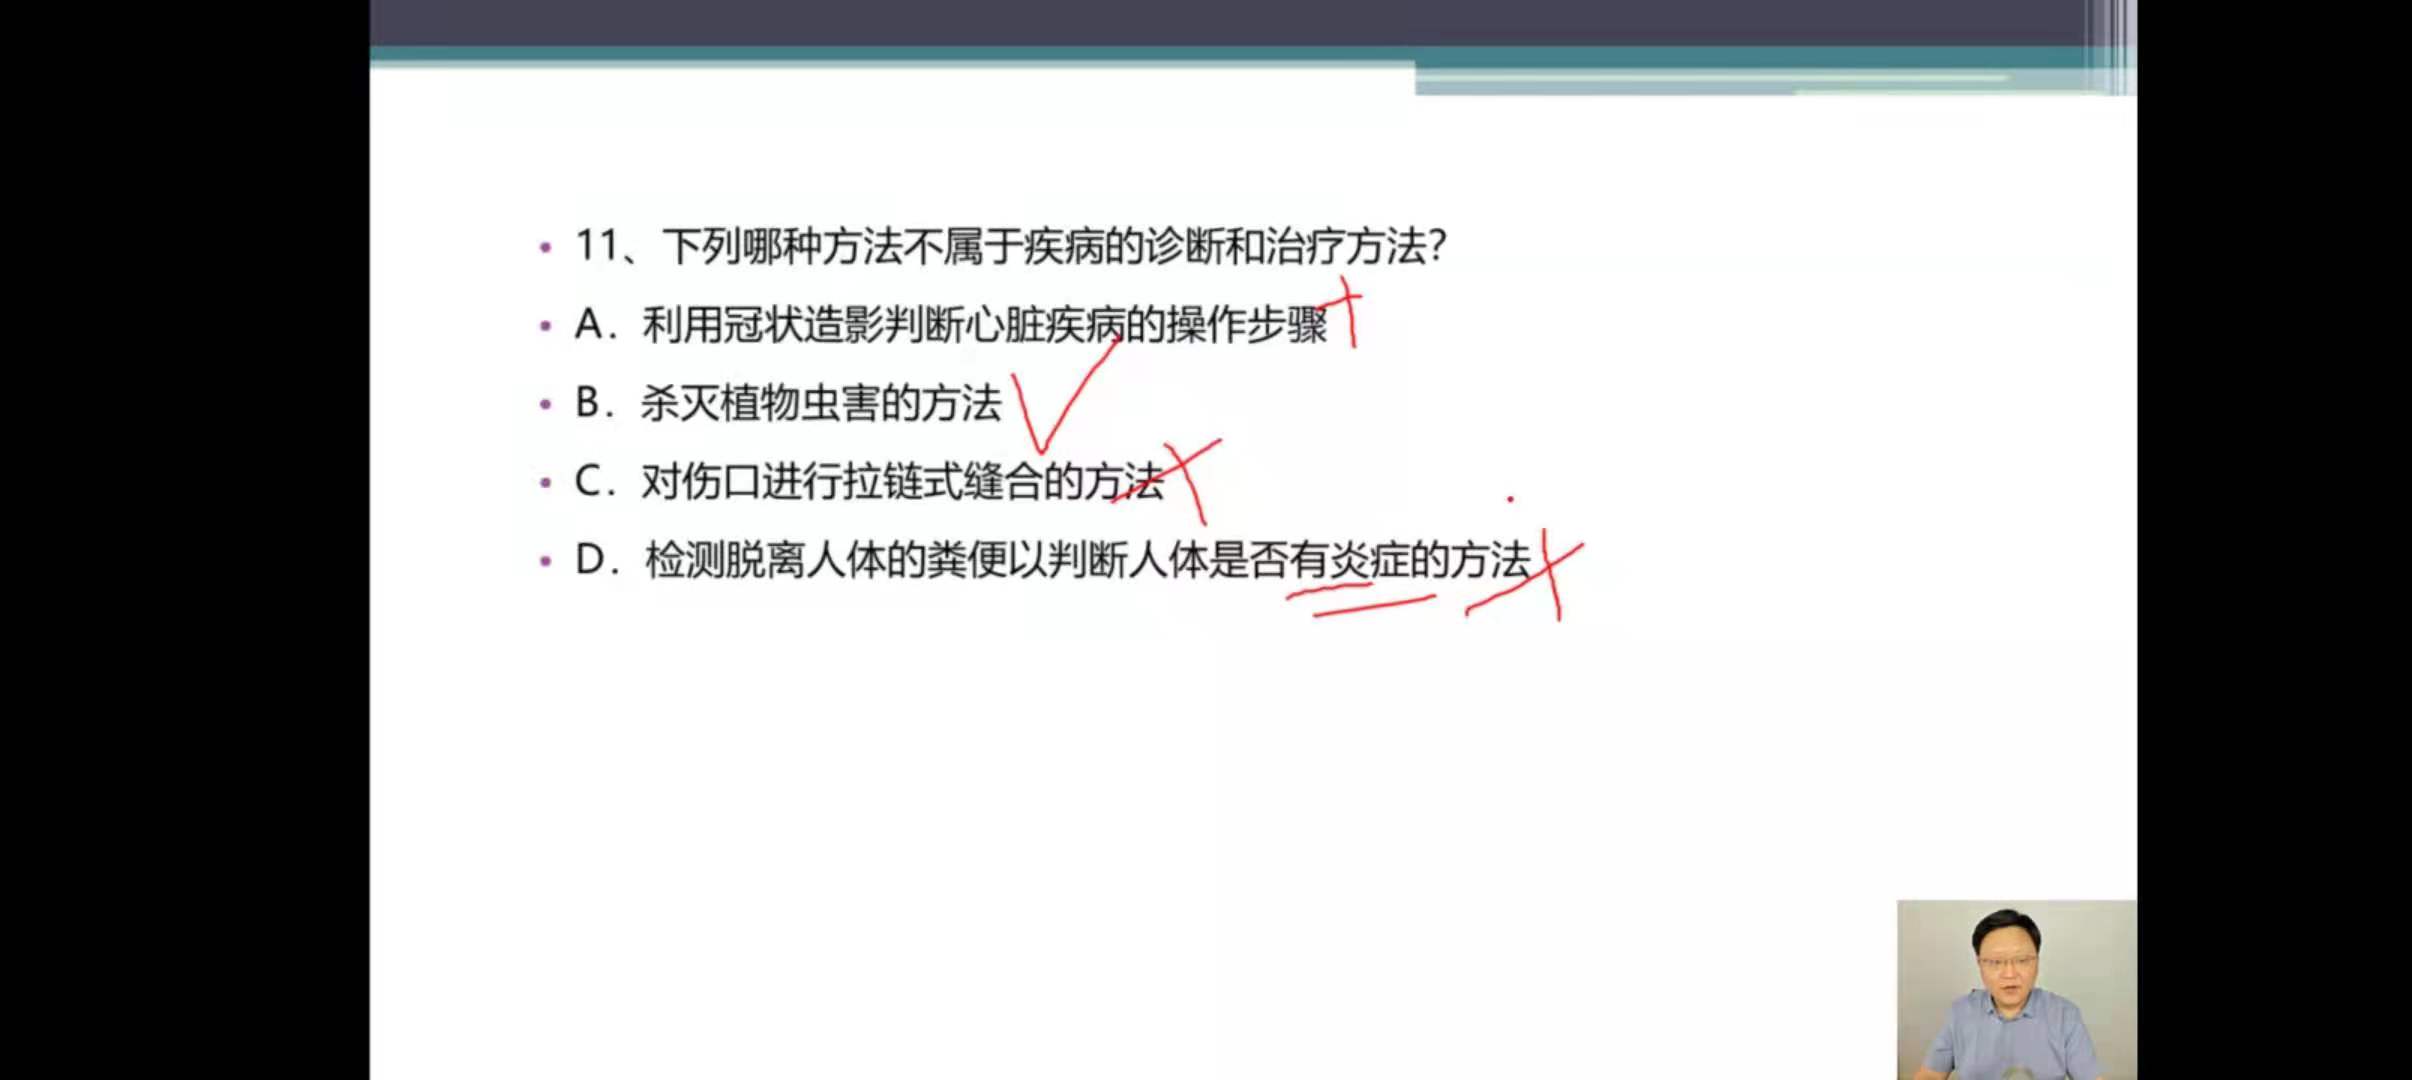 11、下列哪种方法不属于疾病的诊断和治疗方法?
A. 利用冠状造影判断心脏疾病的操作步骤
B. 杀灭植物虫害的方法
C. 对伤口进行拉链式缝合的方法
D. 检测脱离人体的粪便以判断人体是否有炎症的方法